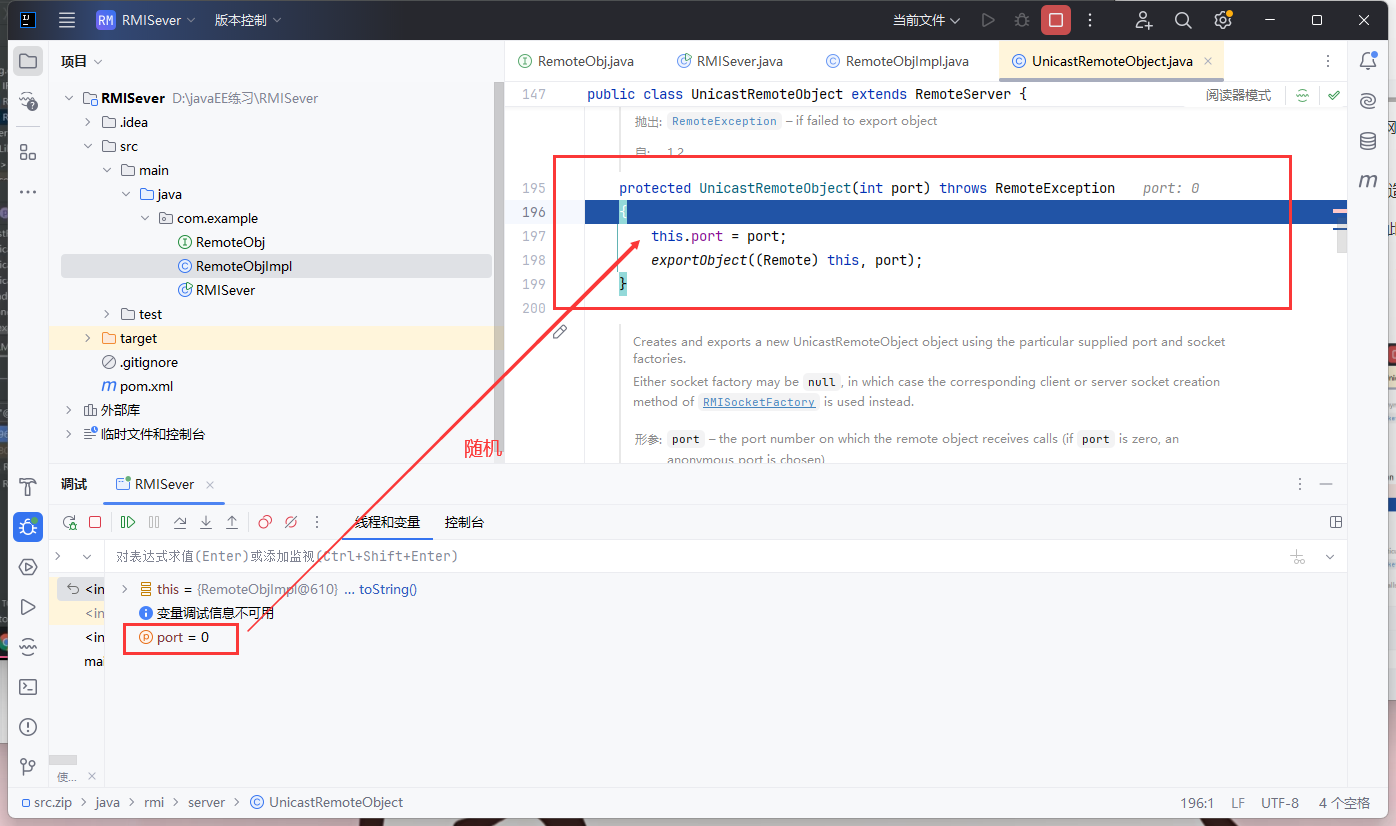 RM RMISever 版本控制 当前文件
项目
RemoteObj.java RMISever.java RemoteObjImpl.java UnicastRemoteObject.java
RMISever D:\javaEE练习\RMISever
.idea
src
main
java
com.example
RemoteObj
RemoteObjImpl
RMISever
test
target
.gitignore
pom.xml
外部库
临时文件和控制台
147 public class UnicastRemoteObject extends RemoteServer {
阅读器模式
抛出: RemoteException – if failed to export object
自: 1.2
195 protected UnicastRemoteObject(int port) throws RemoteException port: 0
196 {
197 this.port = port;
198 exportObject((Remote) this, port);
199 }
200
Creates and exports a new UnicastRemoteObject object using the particular supplied port and socket
factories.
Either socket factory may be null, in which case the corresponding client or server socket creation
method of RMISocketFactory is used instead.
形参: port – the port number on which the remote object receives calls (if port is zero, an
anonymous port is chosen)
随机
调试 RMISever
线程和变量 控制台
对表达式求值(Enter)或添加监视(Ctrl+Shift+Enter)
<in
<in
<in
mai
this = {RemoteObjImpl@610} ... toString()
变量调试信息不可用
port = 0
使...
src.zip java rmi server UnicastRemoteObject
196:1 LF UTF-8 4 个空格